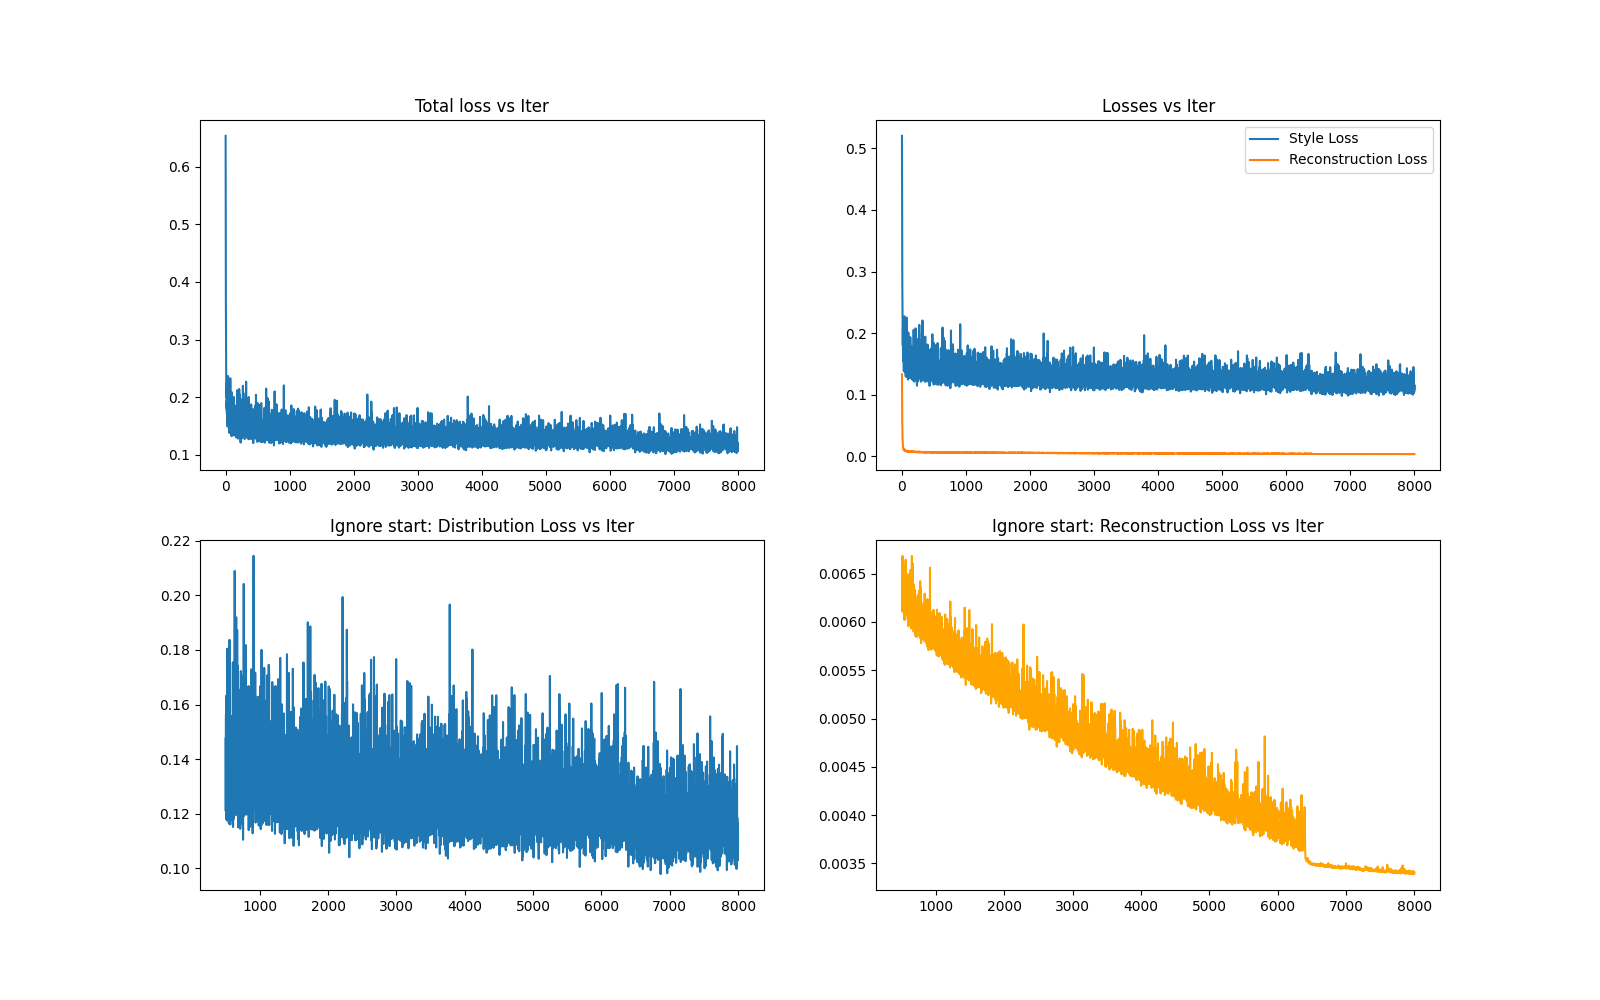 Total loss vs Iter
0.6
0.5
0.4
0.3
0.2
0.1
0 1000 2000 3000 4000 5000 6000 7000 8000
Losses vs Iter
Style Loss
Reconstruction Loss
0.5
0.4
0.3
0.2
0.1
0.0
0 1000 2000 3000 4000 5000 6000 7000 8000
Ignore start: Distribution Loss vs Iter
0.22
0.20
0.18
0.16
0.14
0.12
0.10
1000 2000 3000 4000 5000 6000 7000 8000
Ignore start: Reconstruction Loss vs Iter
0.0065
0.0060
0.0055
0.0050
0.0045
0.0040
0.0035
1000 2000 3000 4000 5000 6000 7000 8000